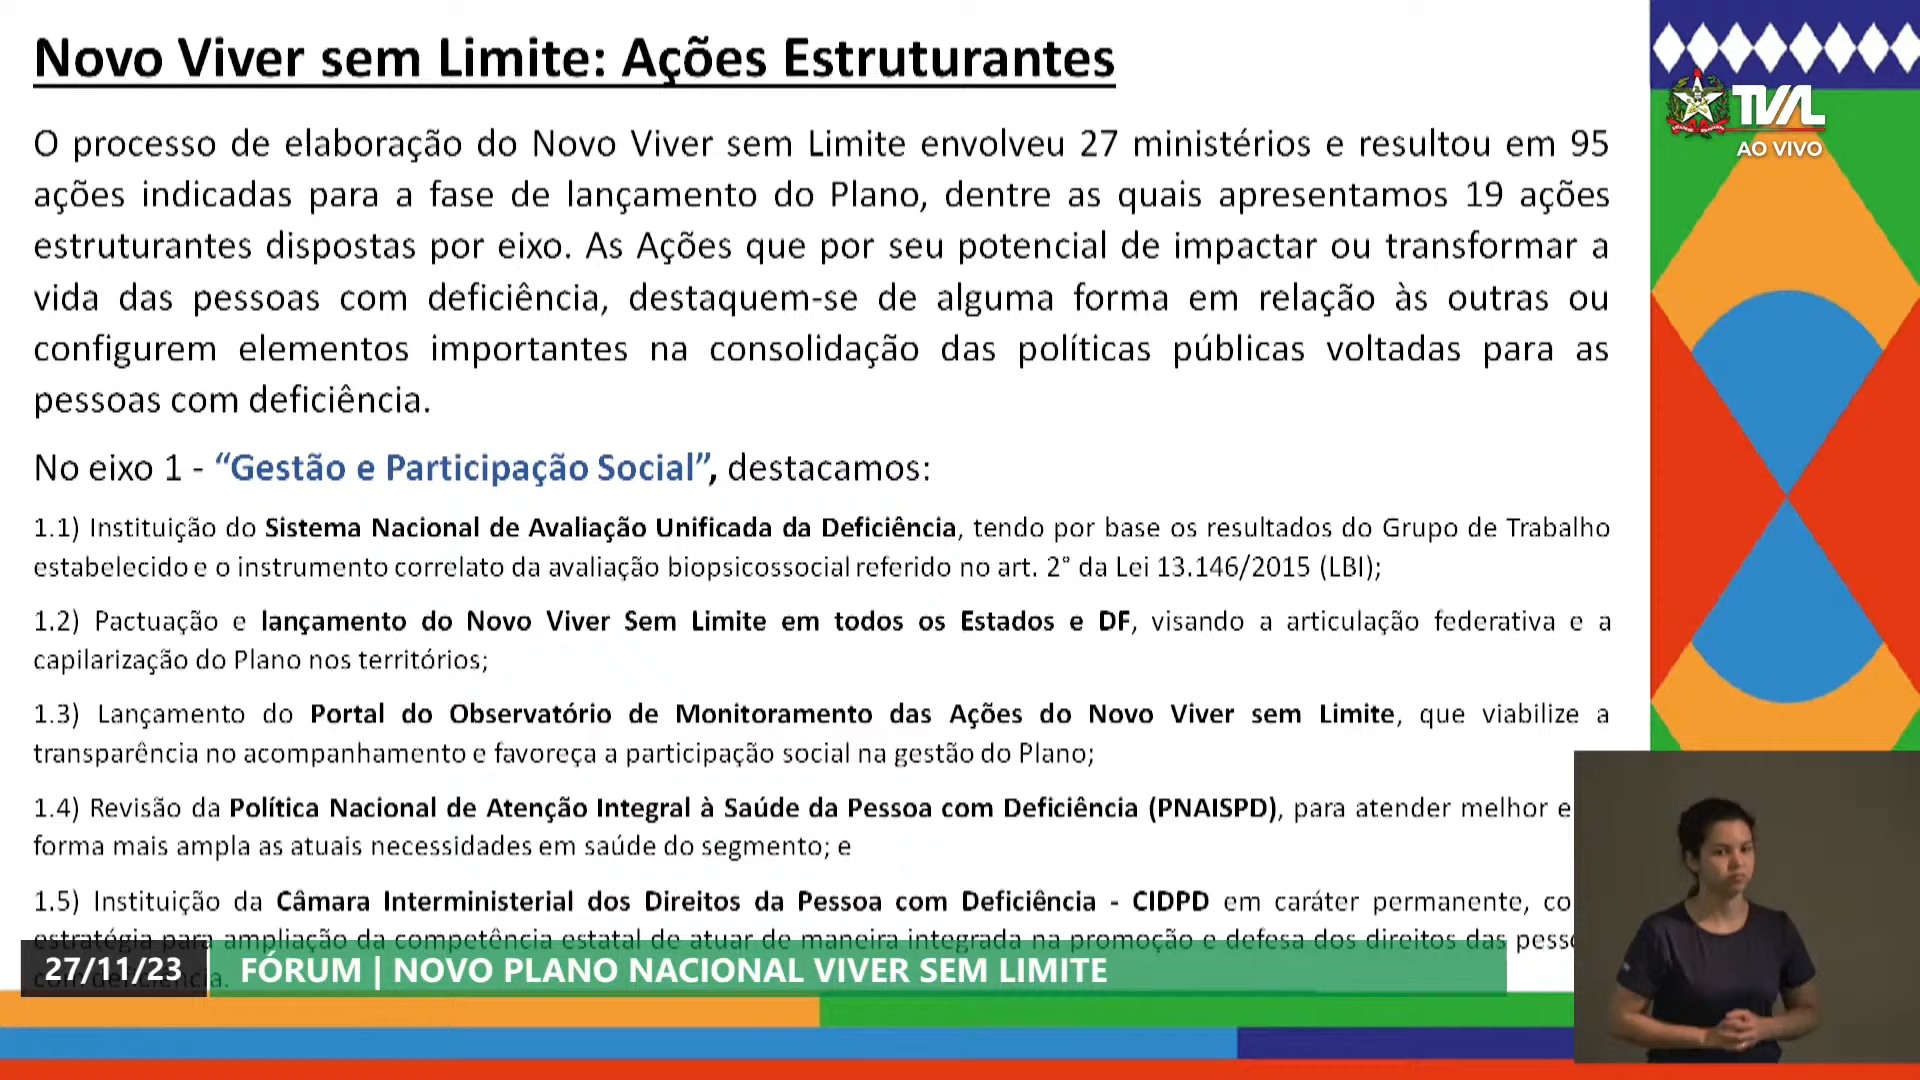 Novo Viver sem Limite: Ações Estruturantes
O processo de elaboração do Novo Viver sem Limite envolveu 27 ministérios e resultou em 95
ações indicadas para a fase de lançamento do Plano, dentre as quais apresentamos 19 ações
estruturantes dispostas por eixo. As Ações que por seu potencial de impactar ou transformar a
vida das pessoas com deficiência, destaquem-se de alguma forma em relação às outras ou
configurem elementos importantes na consolidação das políticas públicas voltadas para as
pessoas com deficiência.
No eixo 1 - “Gestão e Participação Social”, destacamos:
1.1) Instituição do Sistema Nacional de Avaliação Unificada da Deficiência, tendo por base os resultados do Grupo de Trabalho
estabelecido e o instrumento correlato da avaliação biopsicossocial referido no art. 2° da Lei 13.146/2015 (LBI);
1.2) Pactuação e lançamento do Novo Viver Sem Limite em todos os Estados e DF, visando a articulação federativa e a
capilarização do Plano nos territórios;
1.3) Lançamento do Portal do Observatório de Monitoramento das Ações do Novo Viver sem Limite, que viabilize a
transparência no acompanhamento e favoreça a participação social na gestão do Plano;
1.4) Revisão da Política Nacional de Atenção Integral à Saúde da Pessoa com Deficiência (PNAISPD), para atender melhor e
forma mais ampla as atuais necessidades em saúde do segmento; e
1.5) Instituição da Câmara Interministerial dos Direitos da Pessoa com Deficiência - CIDPD em caráter permanente, co
estratégia para ampliação da competência estatal de atuar de maneira integrada na promoção e defesa dos direitos das pesso
com deficiência.
27/11/23
FÓRUM | NOVO PLANO NACIONAL VIVER SEM LIMITE
TVAL
AO VIVO